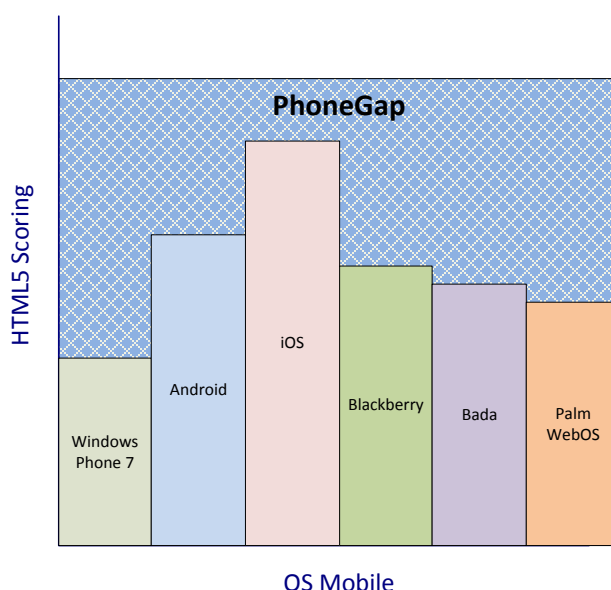 PhoneGap
HTML5 Scoring
iOS
Android
Blackberry
Bada
Palm
WebOS
Windows
Phone 7
OS Mobile